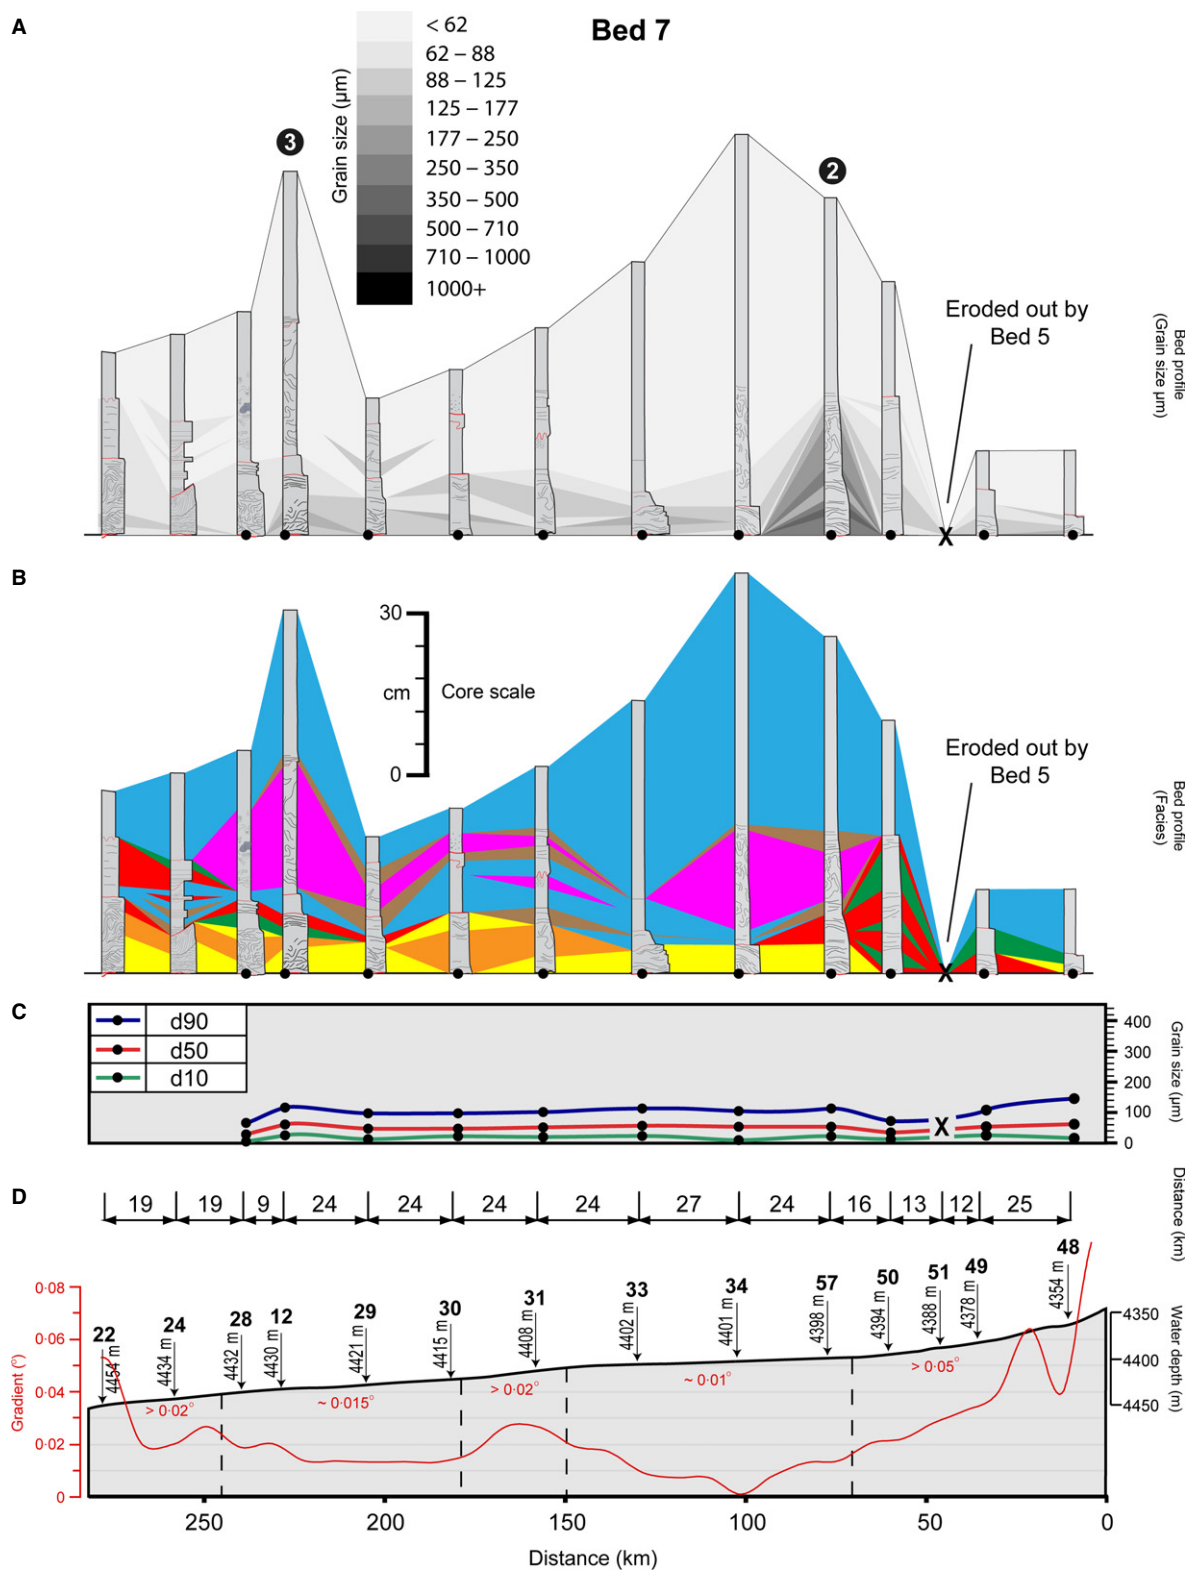 A
Bed 7
Grain size (μm)
< 62
62 – 88
88 – 125
125 – 177
177 – 250
250 – 350
350 – 500
500 – 710
710 – 1000
1000+
3
2
Eroded out by
Bed 5
X
Bed profile
(Grain size μm)
B
30
cm
0
Core scale
Eroded out by
Bed 5
X
Bed profile
(Facies)
C
d90
d50
d10
X
400
300
200
100
0
Grain size (μm)
D
19 19 9 24 24 24 24 27 24 16 13 12 25
Distance (km)
22 24 28 12 29 30 31 33 34 57 50 51 49 48
4454 m 4434 m 4432 m 4430 m 4421 m 4415 m 4408 m 4402 m 4401 m 4398 m 4394 m 4388 m 4378 m 4354 m
> 0·02° ~ 0·015° > 0·02° ~ 0·01° > 0·05°
0·08
0·06
0·04
0·02
0
Gradient (°)
4350
4400
4450
Water depth (m)
250 200 150 100 50 0
Distance (km)